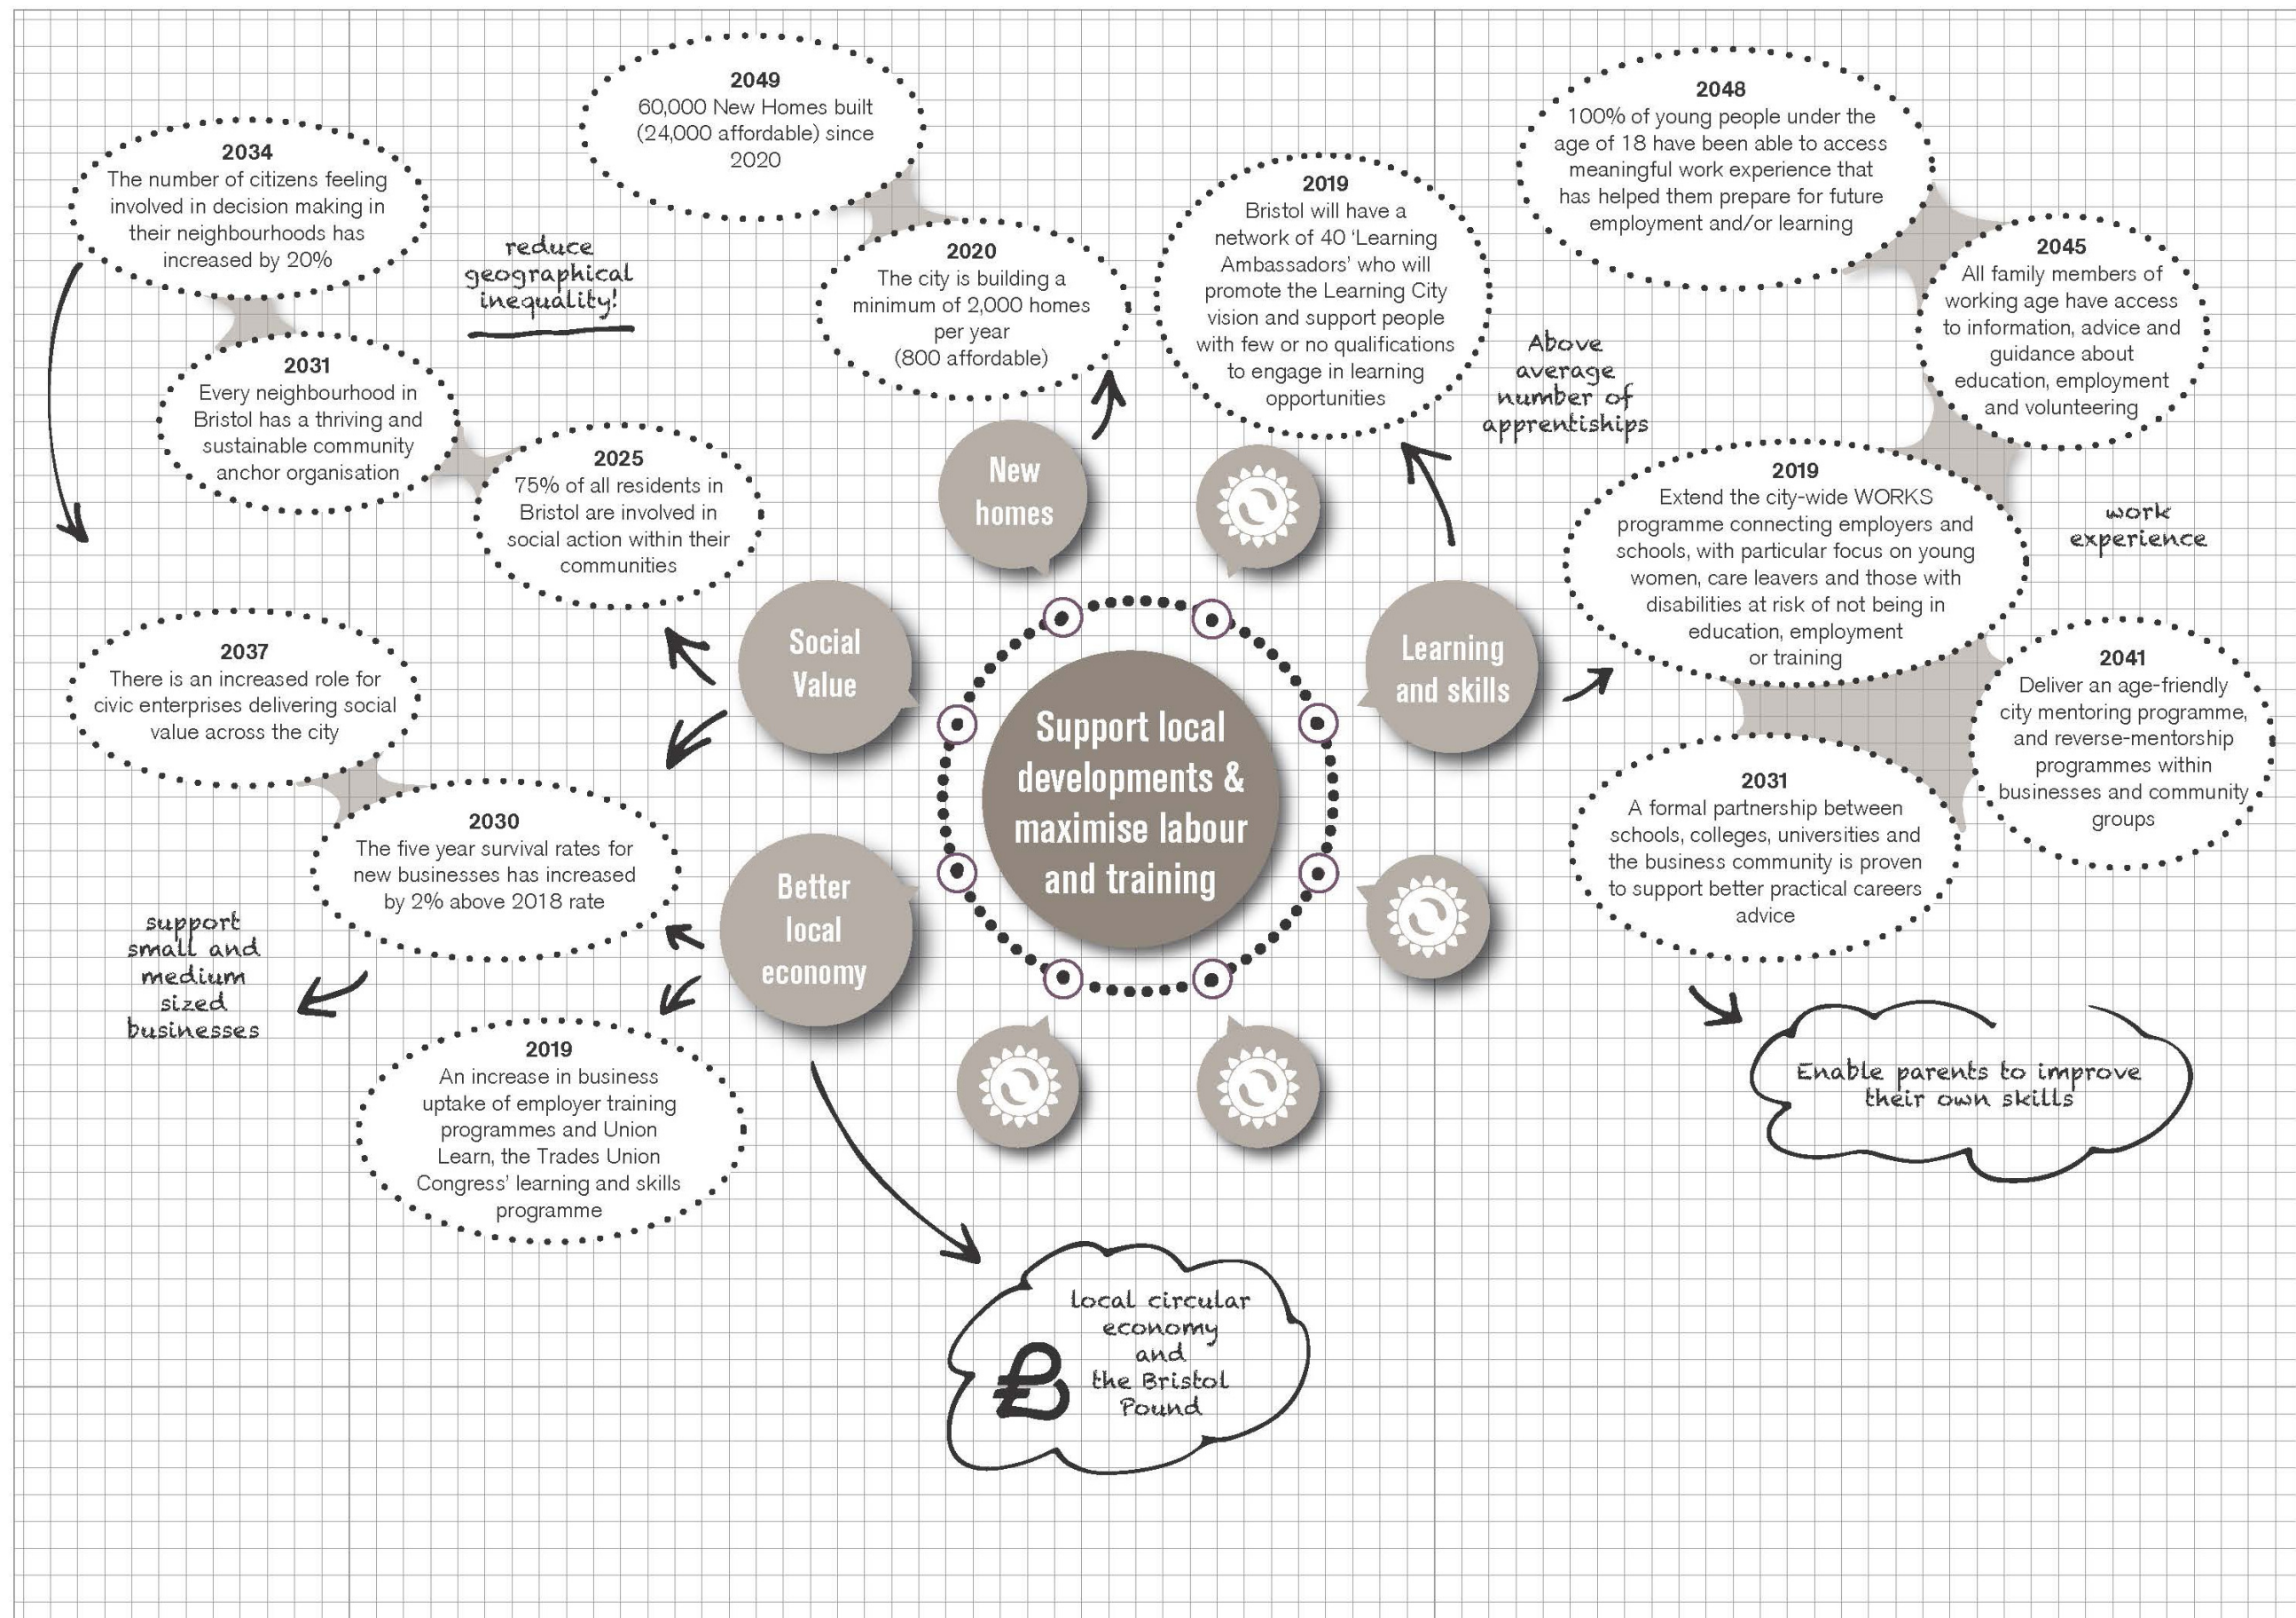 2049
60,000 New Homes built
(24,000 affordable) since
2020
2034
The number of citizens feeling
involved in decision making in
their neighbourhoods has
increased by 20%
reduce
geographical
inequality!
2020
The city is building a
minimum of 2,000 homes
per year
(800 affordable)
2031
Every neighbourhood in
Bristol has a thriving and
sustainable community
anchor organisation
2025
75% of all residents in
Bristol are involved in
social action within their
communities
New
homes
2019
Bristol will have a
network of 40 ‘Learning
Ambassadors’ who will
promote the Learning City
vision and support people
with few or no qualifications
to engage in learning
opportunities
2048
100% of young people under the
age of 18 have been able to access
meaningful work experience that
has helped them prepare for future
employment and/or learning
2045
All family members of
working age have access
to information, advice and
guidance about
education, employment
and volunteering
Above
average
number of
apprentiships
2019
Extend the city-wide WORKS
programme connecting employers and
schools, with particular focus on young
women, care leavers and those with
disabilities at risk of not being in
education, employment
or training
work
experience
Social
Value
Learning
and skills
2037
There is an increased role for
civic enterprises delivering social
value across the city
Support local
developments &
maximise labour
and training
2041
Deliver an age-friendly
city mentoring programme,
and reverse-mentorship
programmes within
businesses and community
groups
2031
A formal partnership between
schools, colleges, universities and
the business community is proven
to support better practical careers
advice
2030
The five year survival rates for
new businesses has increased
by 2% above 2018 rate
Better
local
economy
support
small and
medium
sized
businesses
2019
An increase in business
uptake of employer training
programmes and Union
Learn, the Trades Union
Congress’ learning and skills
programme
Enable parents to improve
their own skills
local circular
economy
and
the Bristol
Pound